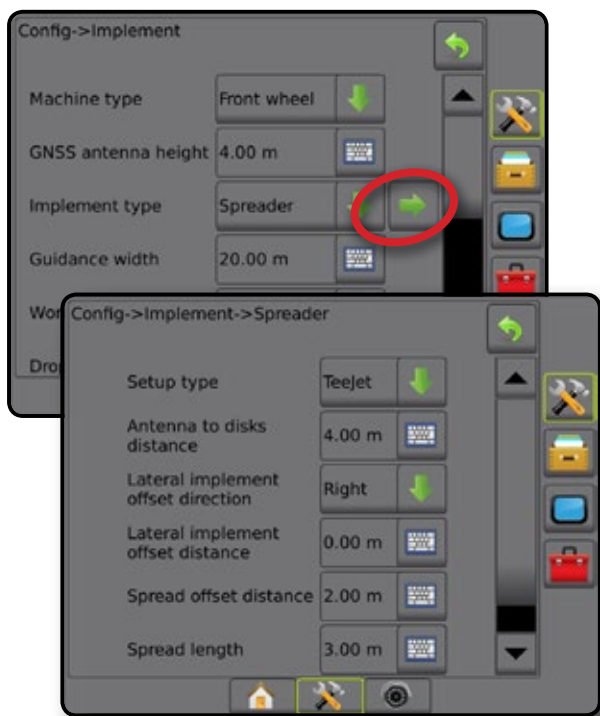 Config->Implement
Machine type Front wheel
GNSS antenna height 4.00 m
Implement type Spreader
Guidance width 20.00 m
Config->Implement->Spreader
Setup type TeeJet
Antenna to disks
distance 4.00 m
Lateral implement
offset direction Right
Lateral implement
offset distance 0.00 m
Spread offset distance 2.00 m
Spread length 3.00 m